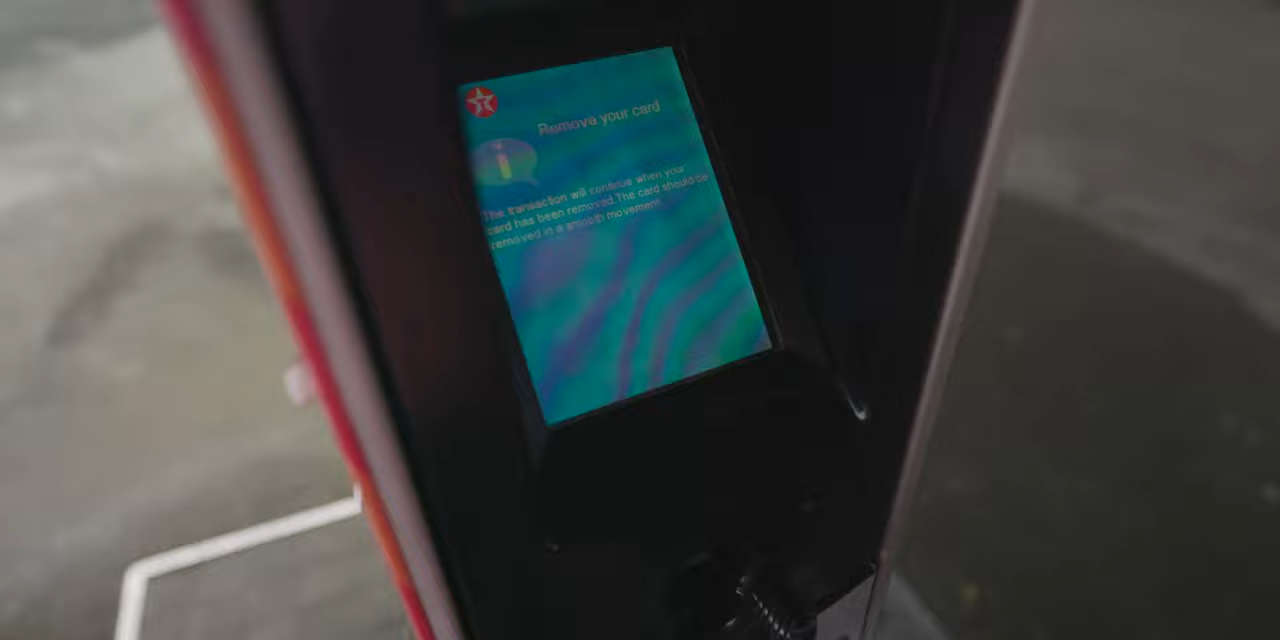 Remove your card
The transaction will continue when your
card has been removed.The card should be
removed in a smooth movement.